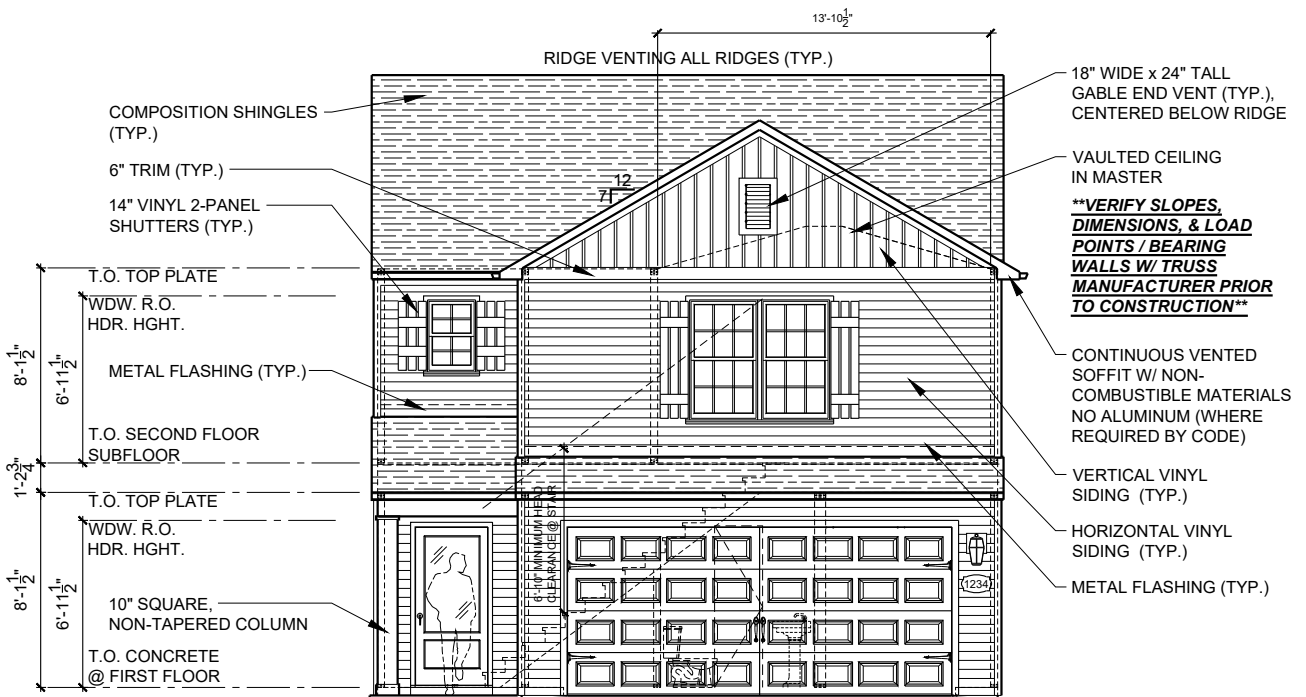 13'-10 1/2"
RIDGE VENTING ALL RIDGES (TYP.)
COMPOSITION SHINGLES
(TYP.)
6" TRIM (TYP.)
14" VINYL 2-PANEL
SHUTTERS (TYP.)
12
7
T.O. TOP PLATE
WDW. R.O.
HDR. HGHT.
METAL FLASHING (TYP.)
T.O. SECOND FLOOR
SUBFLOOR
8'-1 1/2"
6'-11 1/2"
1'-2 3/4"
T.O. TOP PLATE
WDW. R.O.
HDR. HGHT.
10" SQUARE,
NON-TAPERED COLUMN
T.O. CONCRETE
@ FIRST FLOOR
8'-1 1/2"
6'-11 1/2"
6'-10" MINIMUM HEAD
CLEARANCE @ STAIR
1234
18" WIDE x 24" TALL
GABLE END VENT (TYP.),
CENTERED BELOW RIDGE
VAULTED CEILING
IN MASTER
**VERIFY SLOPES,
DIMENSIONS, & LOAD
POINTS / BEARING
WALLS W/ TRUSS
MANUFACTURER PRIOR
TO CONSTRUCTION**
CONTINUOUS VENTED
SOFFIT W/ NON-
COMBUSTIBLE MATERIALS
NO ALUMINUM (WHERE
REQUIRED BY CODE)
VERTICAL VINYL
SIDING (TYP.)
HORIZONTAL VINYL
SIDING (TYP.)
METAL FLASHING (TYP.)